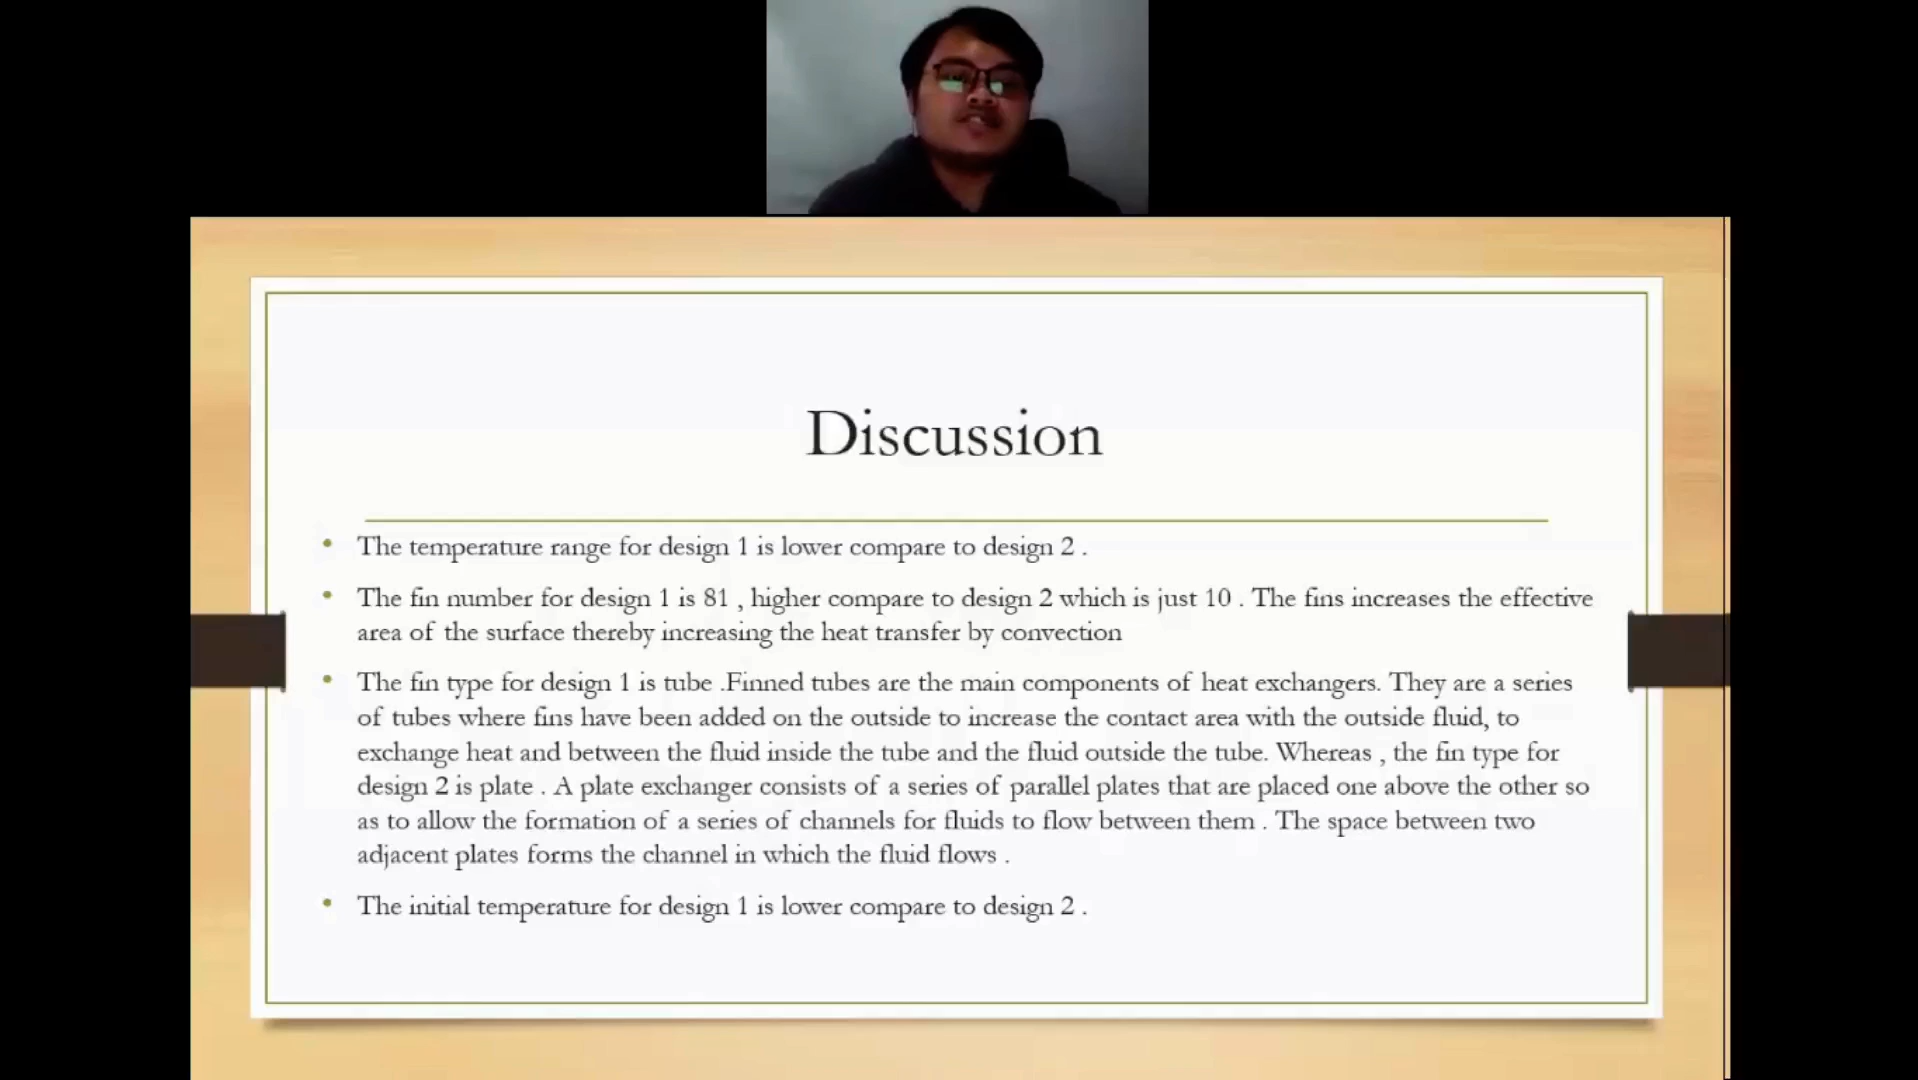 Discussion
• The temperature range for design 1 is lower compare to design 2 .
• The fin number for design 1 is 81 , higher compare to design 2 which is just 10 . The fins increases the effective
area of the surface thereby increasing the heat transfer by convection
• The fin type for design 1 is tube .Finned tubes are the main components of heat exchangers. They are a series
of tubes where fins have been added on the outside to increase the contact area with the outside fluid, to
exchange heat and between the fluid inside the tube and the fluid outside the tube. Whereas , the fin type for
design 2 is plate . A plate exchanger consists of a series of parallel plates that are placed one above the other so
as to allow the formation of a series of channels for fluids to flow between them . The space between two
adjacent plates forms the channel in which the fluid flows .
• The initial temperature for design 1 is lower compare to design 2 .